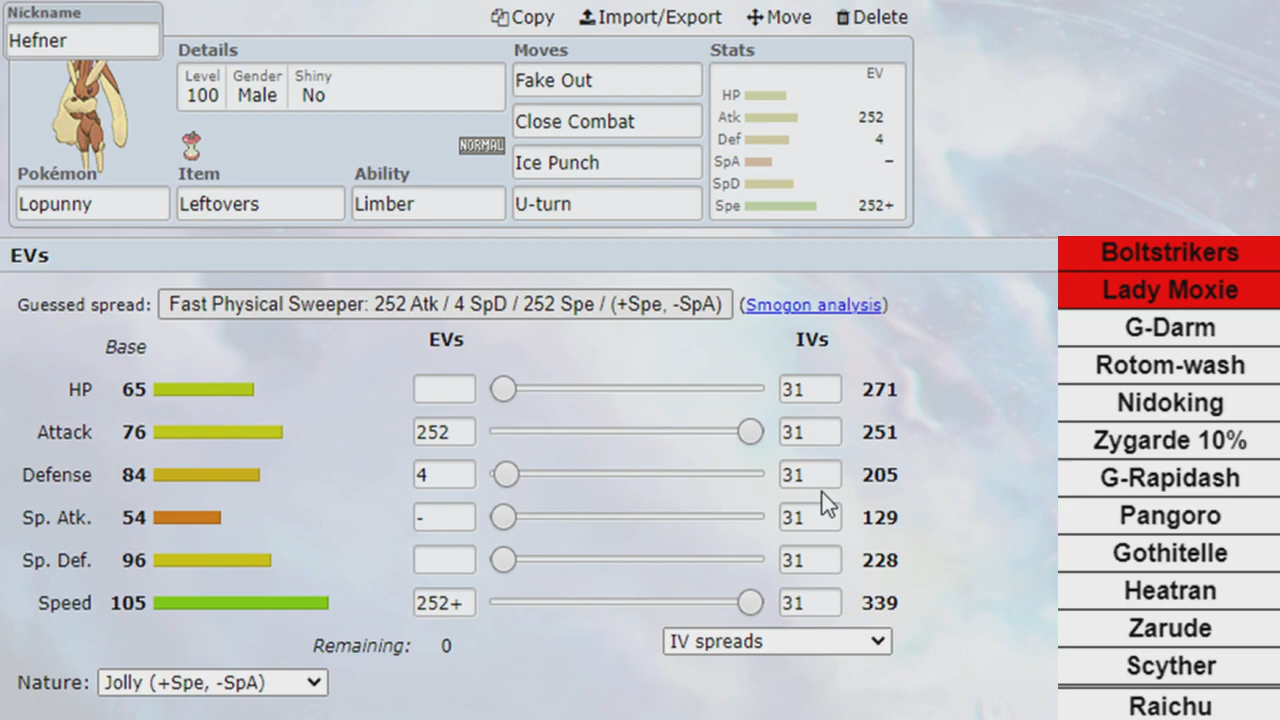 Nickname
Hefner
Copy Import/Export Move Delete
Details
Level Gender Shiny
100 Male No
NORMAL
Pokémon Item Ability
Lopunny Leftovers Limber
Moves
Fake Out
Close Combat
Ice Punch
U-turn
Stats
EV
HP
Atk 252
Def 4
SpA –
SpD
Spe 252+
EVs
Guessed spread: Fast Physical Sweeper: 252 Atk / 4 SpD / 252 Spe / (+Spe, -SpA) (Smogon analysis)
Base EVs IVs
HP 65 31 271
Attack 76 252 31 251
Defense 84 4 31 205
Sp. Atk. 54 - 31 129
Sp. Def. 96 31 228
Speed 105 252+ 31 339
Remaining: 0 IV spreads
Nature: Jolly (+Spe, -SpA)
Boltstrikers
Lady Moxie
G-Darm
Rotom-wash
Nidoking
Zygarde 10%
G-Rapidash
Pangoro
Gothitelle
Heatran
Zarude
Scyther
Raichu